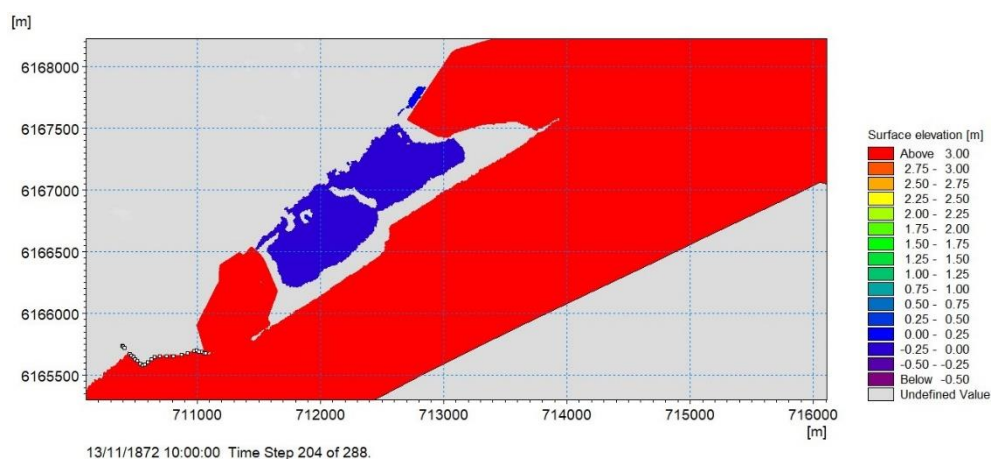 [m]
6168000
6167500
6167000
6166500
6166000
6165500
711000 712000 713000 714000 715000 716000
[m]
13/11/1872 10:00:00 Time Step 204 of 288.
Surface elevation [m]
Above 3.00
2.75 - 3.00
2.50 - 2.75
2.25 - 2.50
2.00 - 2.25
1.75 - 2.00
1.50 - 1.75
1.25 - 1.50
1.00 - 1.25
0.75 - 1.00
0.50 - 0.75
0.25 - 0.50
0.00 - 0.25
-0.25 - 0.00
-0.50 - -0.25
Below -0.50
Undefined Value